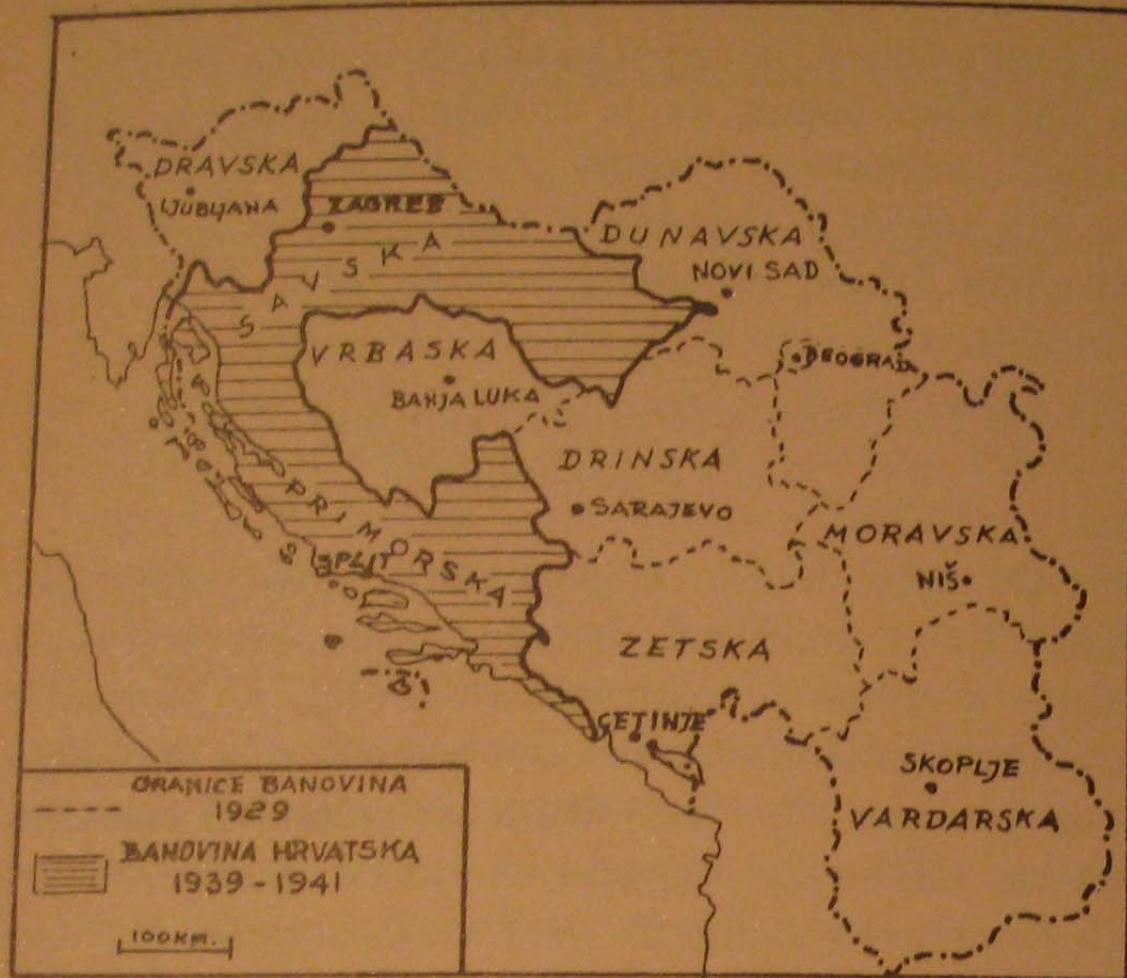 DRAVSKA
LJUBLJANA
ZAGREB
SAVSKA
DUNAVSKA
NOVI SAD
VRBASKA
BANJA LUKA
BEOGRAD
DRINSKA
SARAJEVO
PRIMORSKA
SPLIT
MORAVSKA
NIŠ
ZETSKA
CETINJE
SKOPLJE
VARDARSKA
GRANICE BANOVINA
1929
BANOVINA HRVATSKA
1939-1941
100KM.